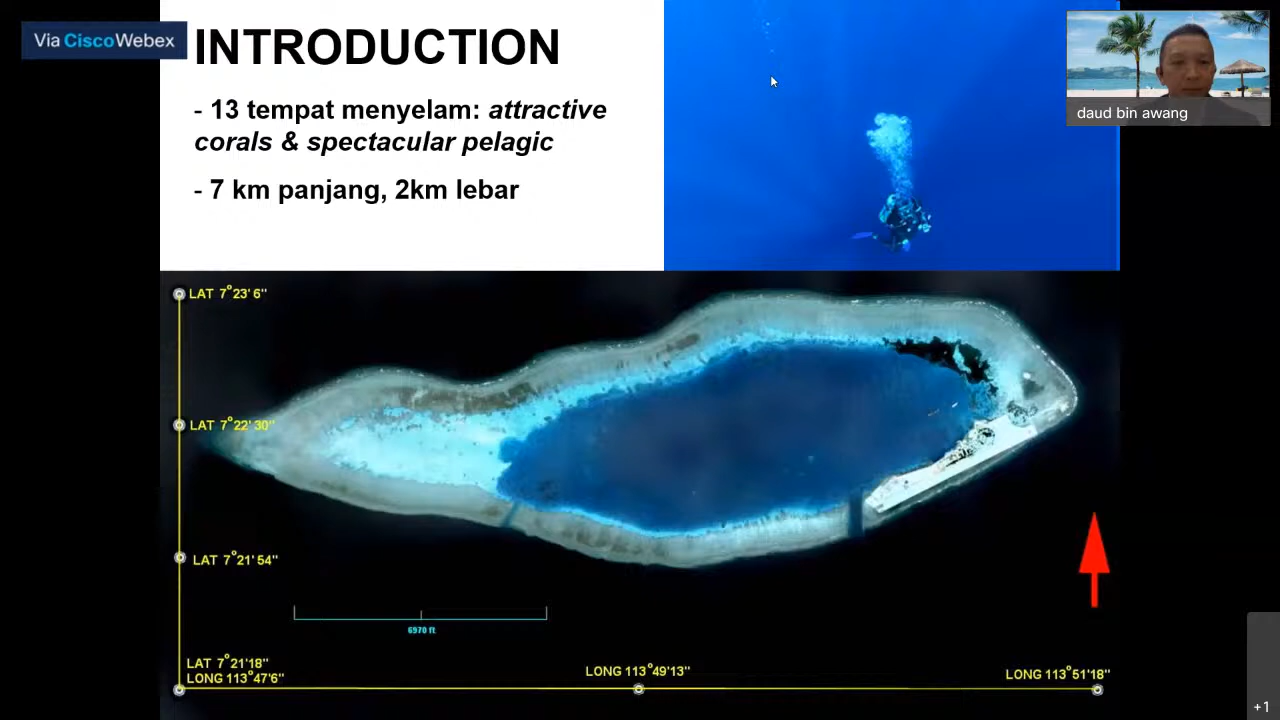 Via CiscoWebex
INTRODUCTION
- 13 tempat menyelam: attractive
corals & spectacular pelagic
- 7 km panjang, 2km lebar
daud bin awang
LAT 7°23'6"
LAT 7°22'30"
LAT 7°21'54"
6970 ft
LAT 7°21'18"
LONG 113°47'6"
LONG 113°49'13"
LONG 113°51'18"
+1